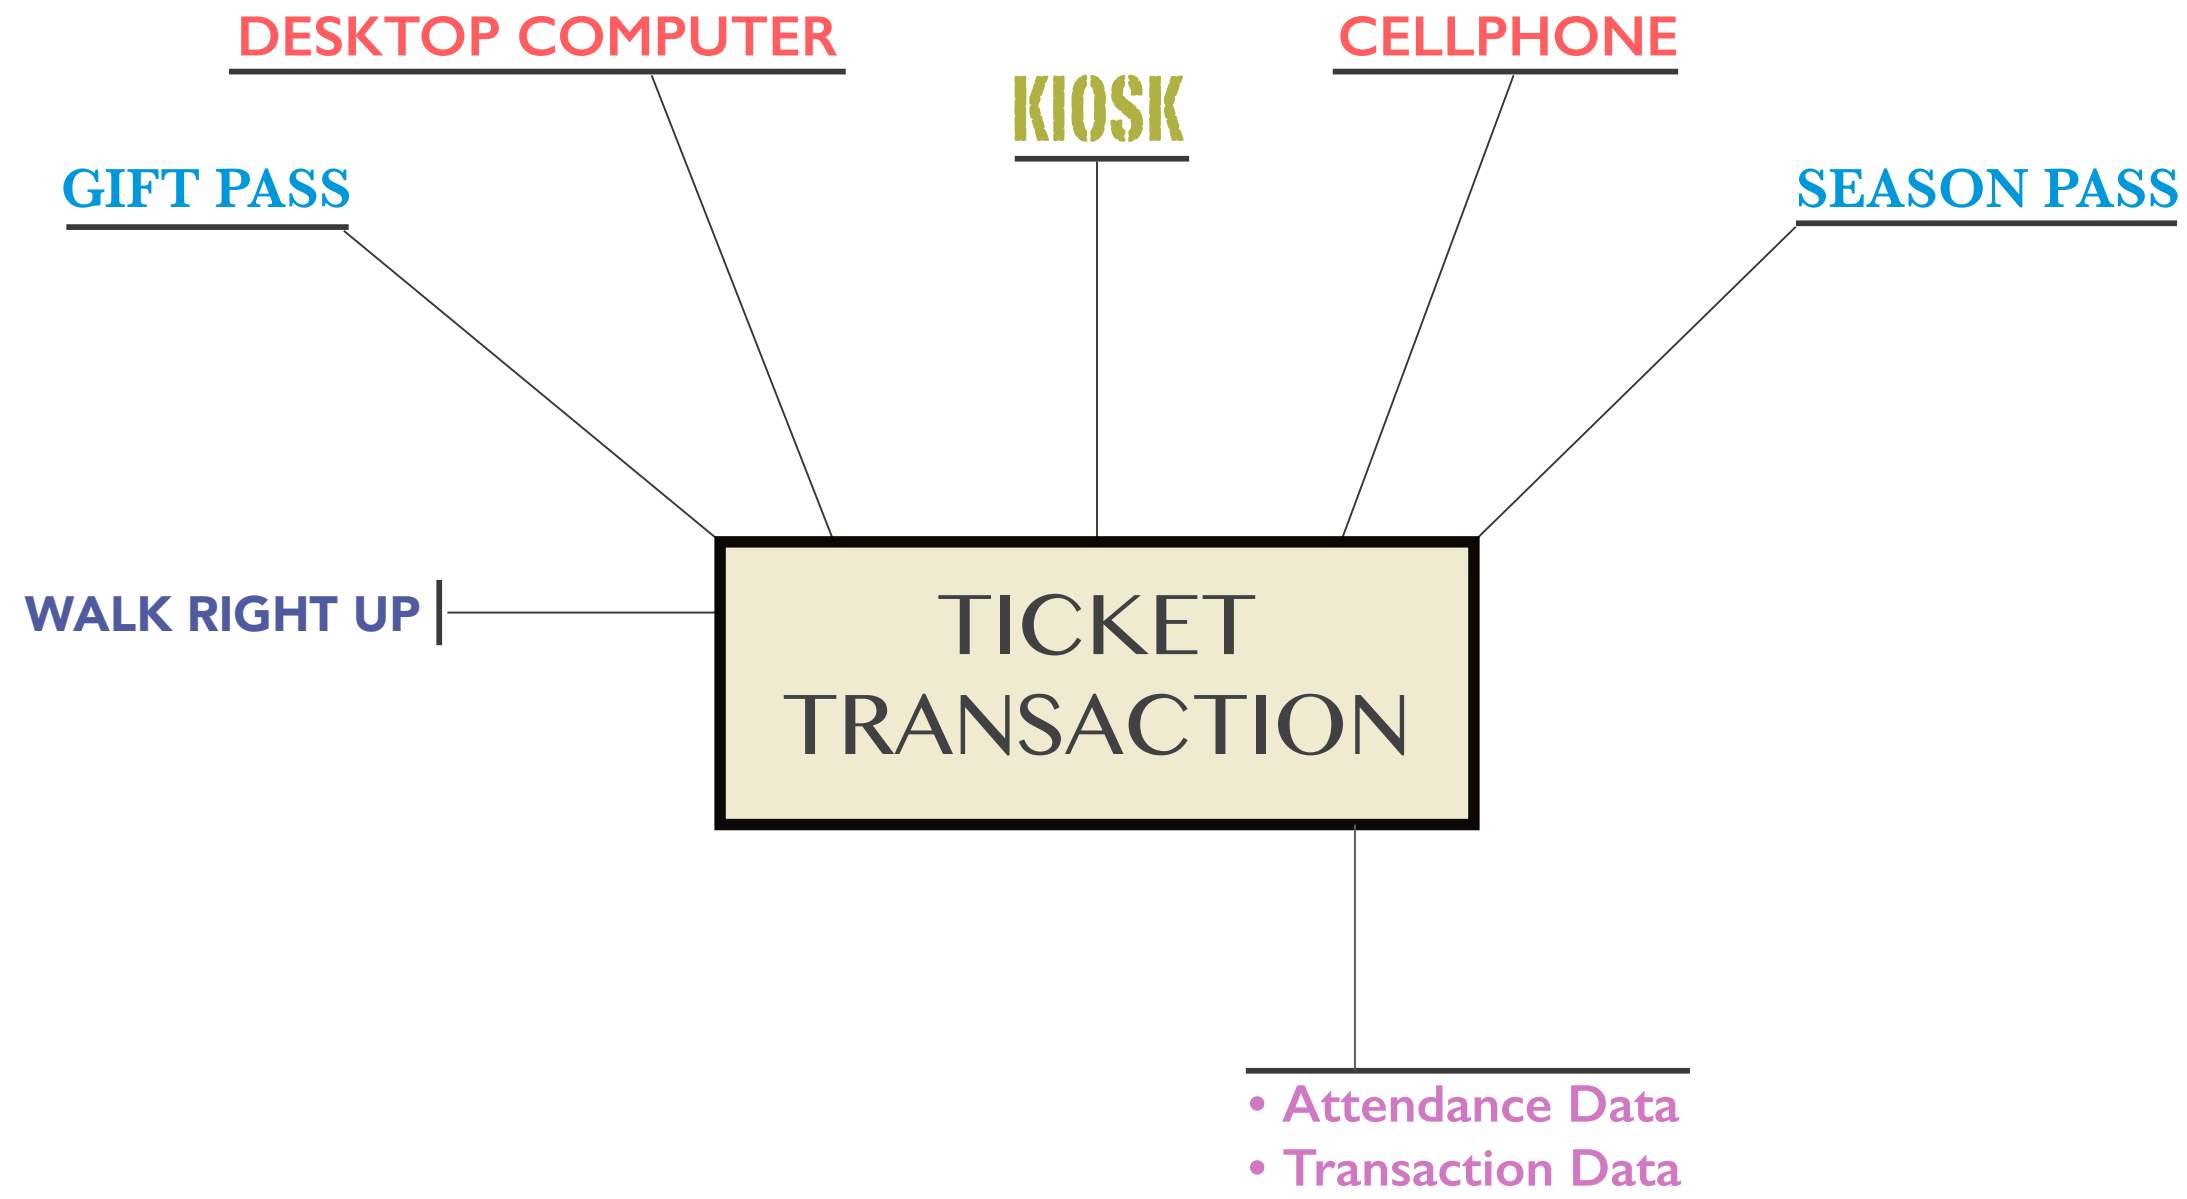 DESKTOP COMPUTER
CELLPHONE
KIOSK
GIFT PASS
SEASON PASS
WALK RIGHT UP
TICKET
TRANSACTION
• Attendance Data
• Transaction Data